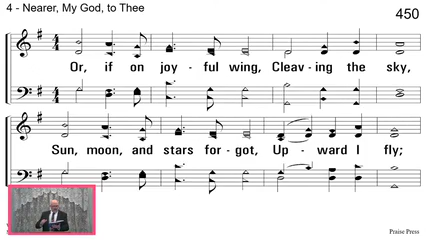 4 - Nearer, My God, to Thee
450
Or, if on joy - ful wing, Cleav - ing the sky,
Sun, moon, and stars for - got, Up - ward I fly;
Praise Press